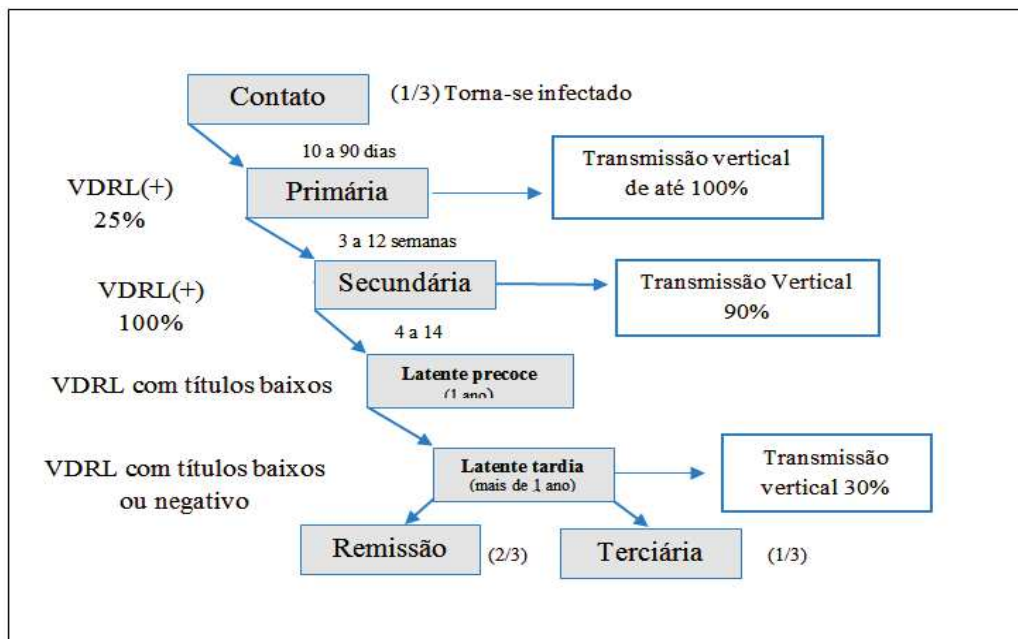 Contato
(1/3) Torna-se infectado
10 a 90 dias
VDRL(+)
25%
Primária
Transmissão vertical
de até 100%
3 a 12 semanas
VDRL(+)
100%
Secundária
Transmissão Vertical
90%
4 a 14
VDRL com títulos baixos
Latente precoce
(1 ano)
VDRL com títulos baixos
ou negativo
Latente tardia
(mais de 1 ano)
Transmissão
vertical 30%
Remissão
(2/3)
Terciária
(1/3)